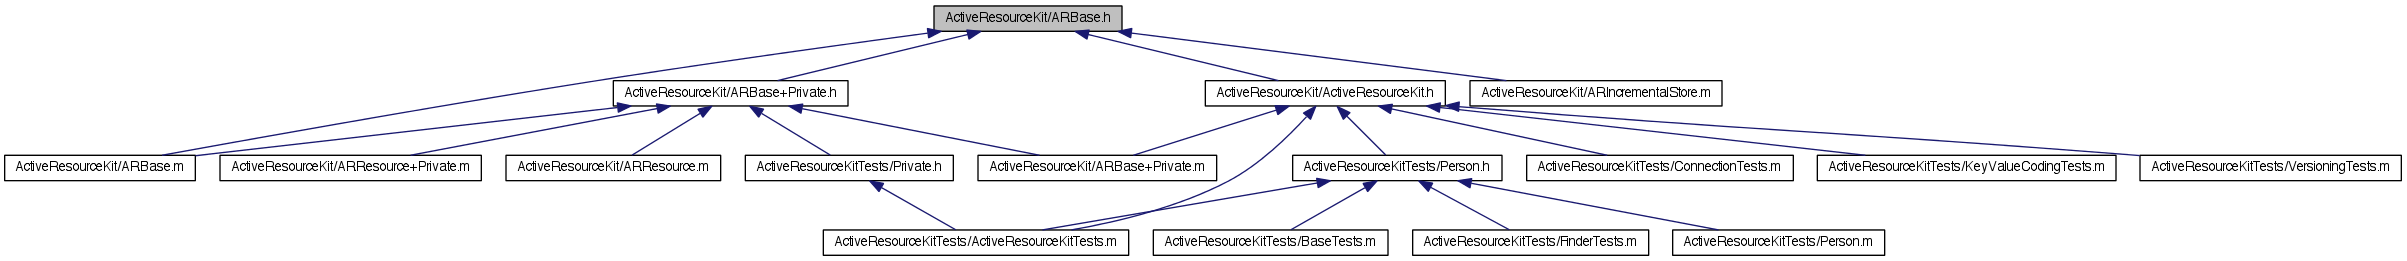 ActiveResourceKit/ARBase.h
ActiveResourceKit/ARBase+Private.h
ActiveResourceKit/ActiveResourceKit.h
ActiveResourceKit/ARIncrementalStore.m
ActiveResourceKit/ARBase.m
ActiveResourceKit/ARResource+Private.m
ActiveResourceKit/ARResource.m
ActiveResourceKitTests/Private.h
ActiveResourceKit/ARBase+Private.m
ActiveResourceKitTests/Person.h
ActiveResourceKitTests/ConnectionTests.m
ActiveResourceKitTests/KeyValueCodingTests.m
ActiveResourceKitTests/VersioningTests.m
ActiveResourceKitTests/ActiveResourceKitTests.m
ActiveResourceKitTests/BaseTests.m
ActiveResourceKitTests/FinderTests.m
ActiveResourceKitTests/Person.m